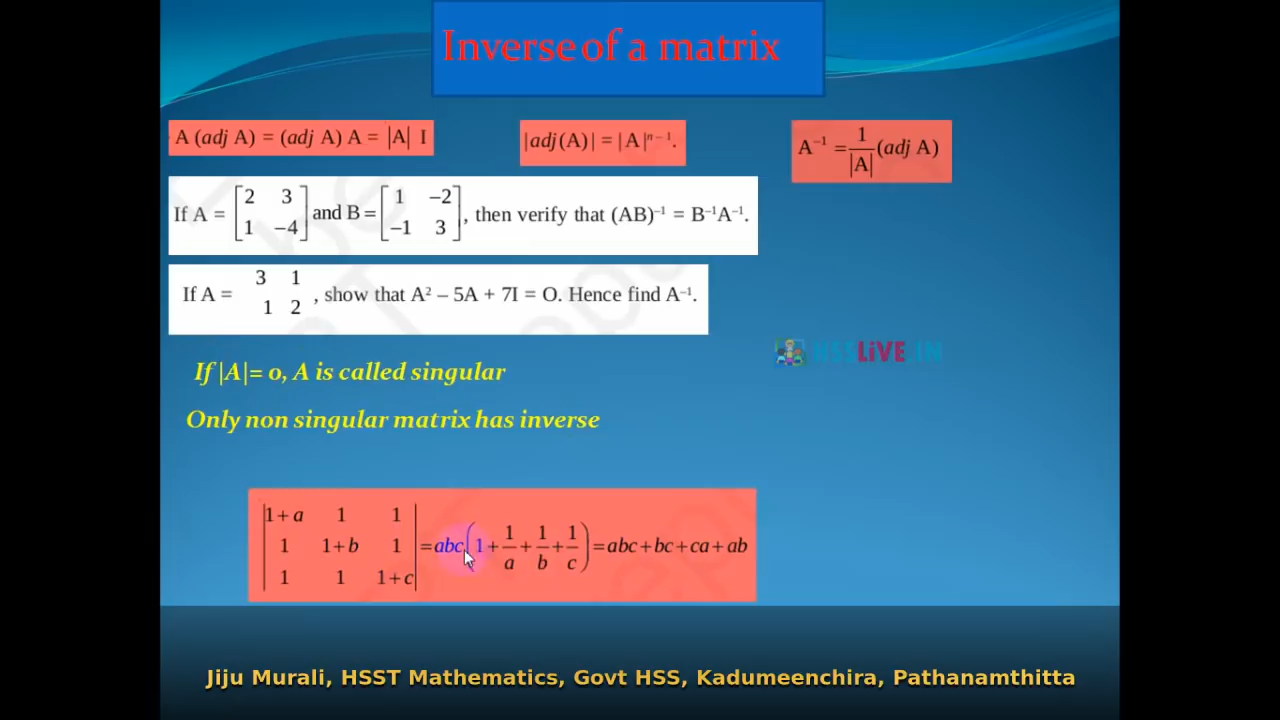 Inverse of a matrix
A (adj A) = (adj A) A = |A| I
|adj (A)| = | A |ⁿ⁻¹.
A⁻¹ = 1/|A| (adj A)
If A = [2 3; 1 –4] and B = [1 –2; –1 3], then verify that (AB)⁻¹ = B⁻¹A⁻¹.
If A = 3 1; 1 2, show that A² – 5A + 7I = O. Hence find A⁻¹.
HSSLiVE.IN
If |A|= 0, A is called singular
Only non singular matrix has inverse
|1+a 1 1; 1 1+b 1; 1 1 1+c| = abc(1 + 1/a + 1/b + 1/c) = abc + bc + ca + ab
Jiju Murali, HSST Mathematics, Govt HSS, Kadumeenchira, Pathanamthitta